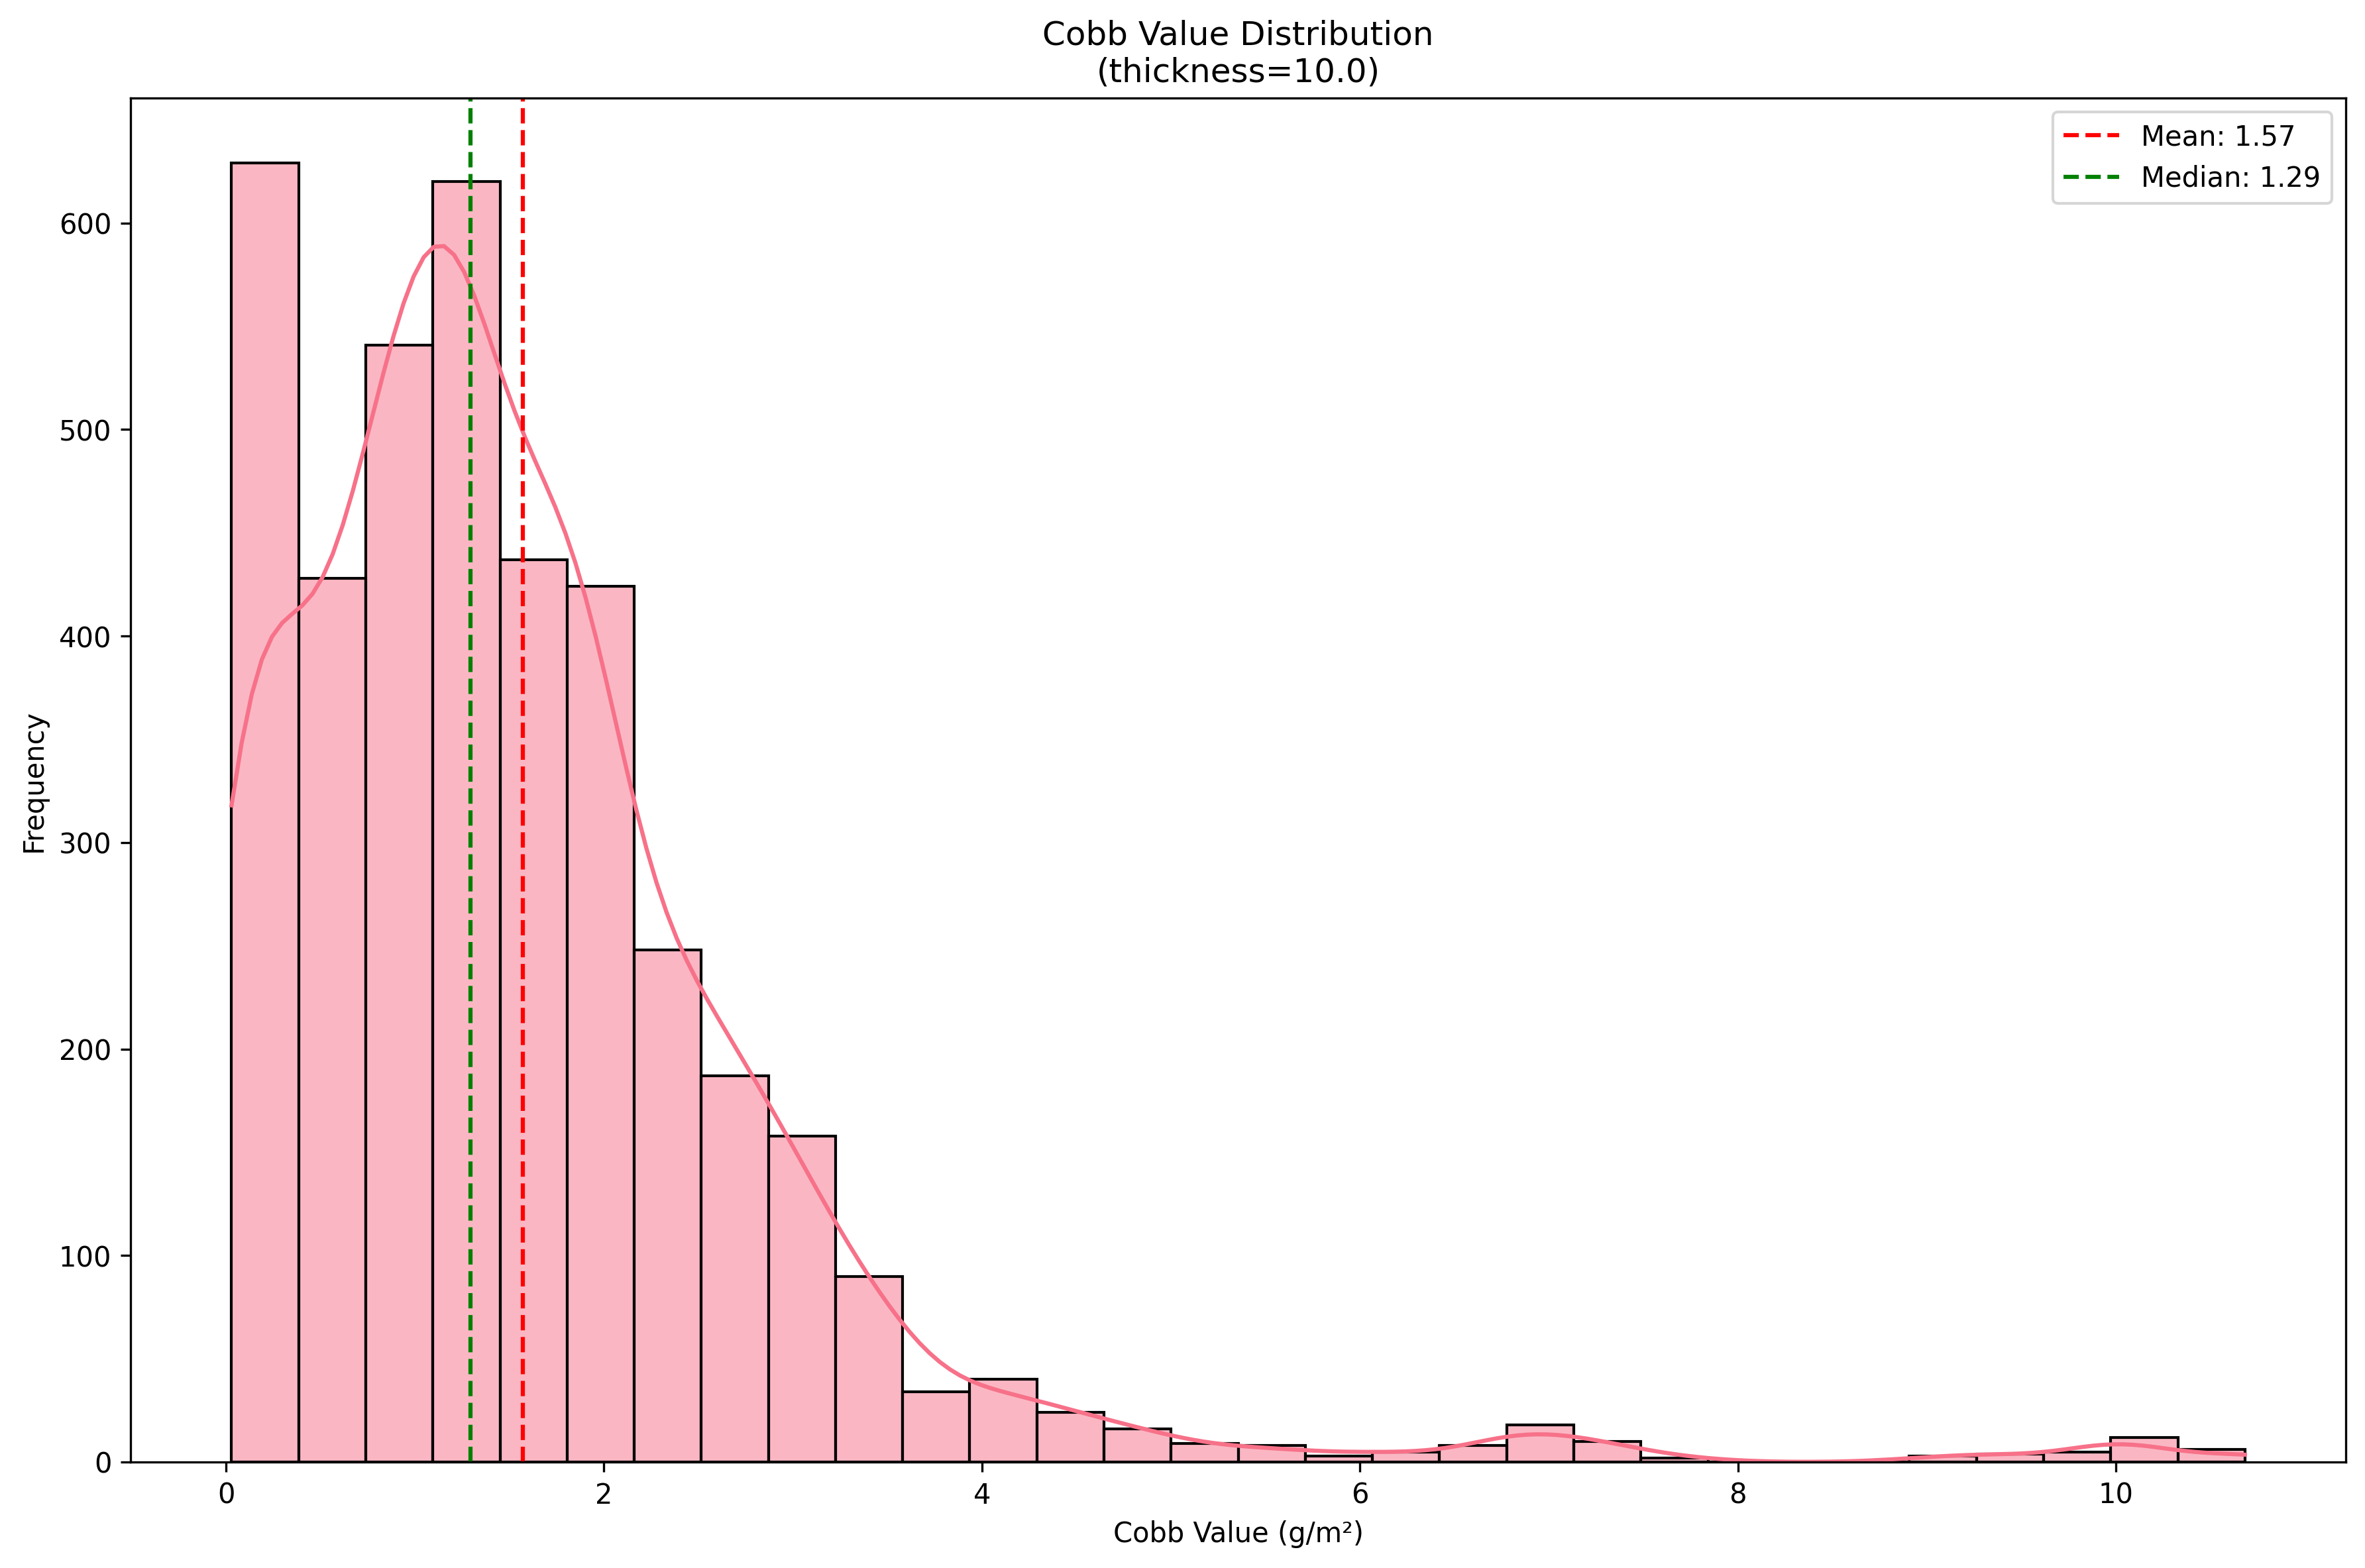 Cobb Value Distribution
(thickness=10.0)
Mean: 1.57
Median: 1.29
Frequency
600
500
400
300
200
100
0
0 2 4 6 8 10
Cobb Value (g/m²)